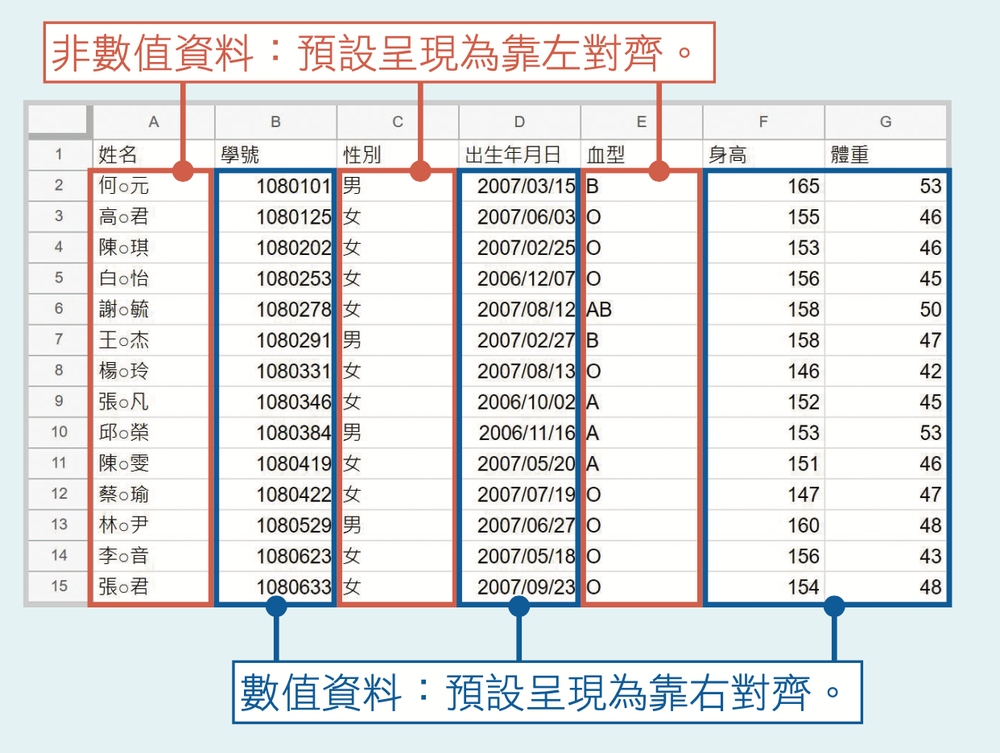 非數值資料：預設呈現為靠左對齊。
A B C D E F G
1 姓名 學號 性別 出生年月日 血型 身高 體重
2 何○元 1080101 男 2007/03/15 B 165 53
3 高○君 1080125 女 2007/06/03 O 155 46
4 陳○琪 1080202 女 2007/02/25 O 153 46
5 白○怡 1080253 女 2006/12/07 O 156 45
6 謝○毓 1080278 女 2007/08/12 AB 158 50
7 王○杰 1080291 男 2007/02/27 B 158 47
8 楊○玲 1080331 女 2007/08/13 O 146 42
9 張○凡 1080346 女 2006/10/02 A 152 45
10 邱○榮 1080384 男 2006/11/16 A 153 53
11 陳○雯 1080419 女 2007/05/20 A 151 46
12 蔡○瑜 1080422 女 2007/07/19 O 147 47
13 林○尹 1080529 男 2007/06/27 O 160 48
14 李○音 1080623 女 2007/05/18 O 156 43
15 張○君 1080633 女 2007/09/23 O 154 48
數值資料：預設呈現為靠右對齊。